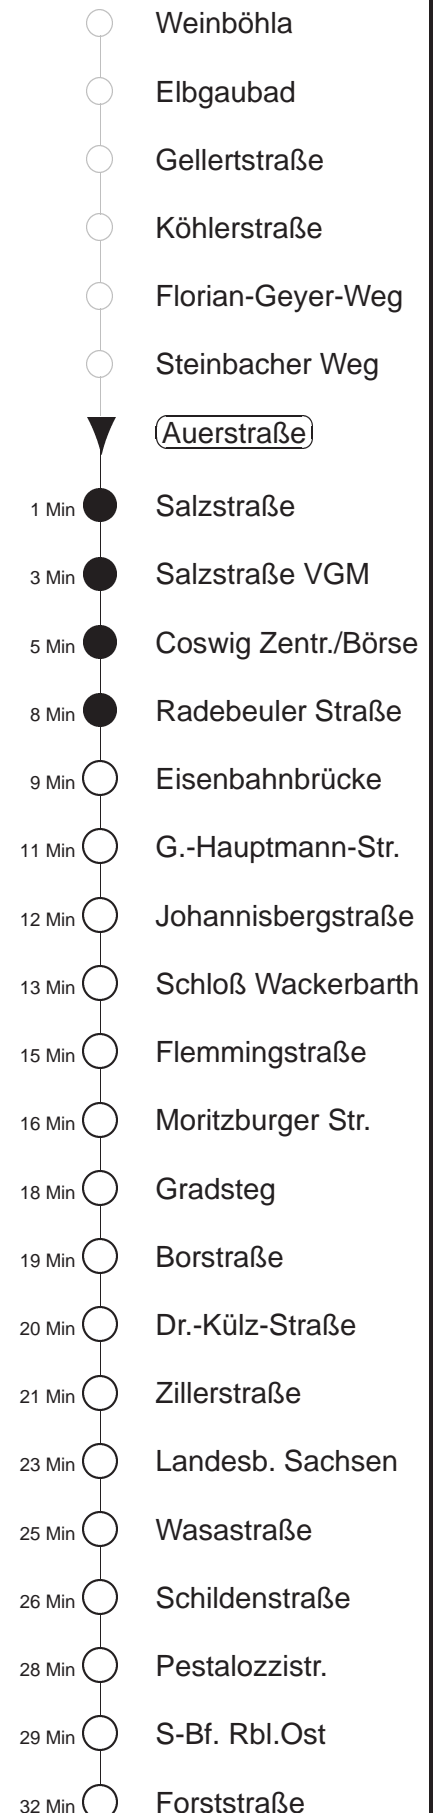 Weinböhla
Elbgaubad
Gellertstraße
Köhlerstraße
Florian-Geyer-Weg
Steinbacher Weg
Auerstraße
1 Min Salzstraße
3 Min Salzstraße VGM
5 Min Coswig Zentr./Börse
8 Min Radebeuler Straße
9 Min Eisenbahnbrücke
11 Min G.-Hauptmann-Str.
12 Min Johannisbergstraße
13 Min Schloß Wackerbarth
15 Min Flemmingstraße
16 Min Moritzburger Str.
18 Min Gradsteg
19 Min Borstraße
20 Min Dr.-Külz-Straße
21 Min Zillerstraße
23 Min Landesb. Sachsen
25 Min Wasastraße
26 Min Schildenstraße
28 Min Pestalozzistr.
29 Min S-Bf. Rbl.Ost
32 Min Forststraße